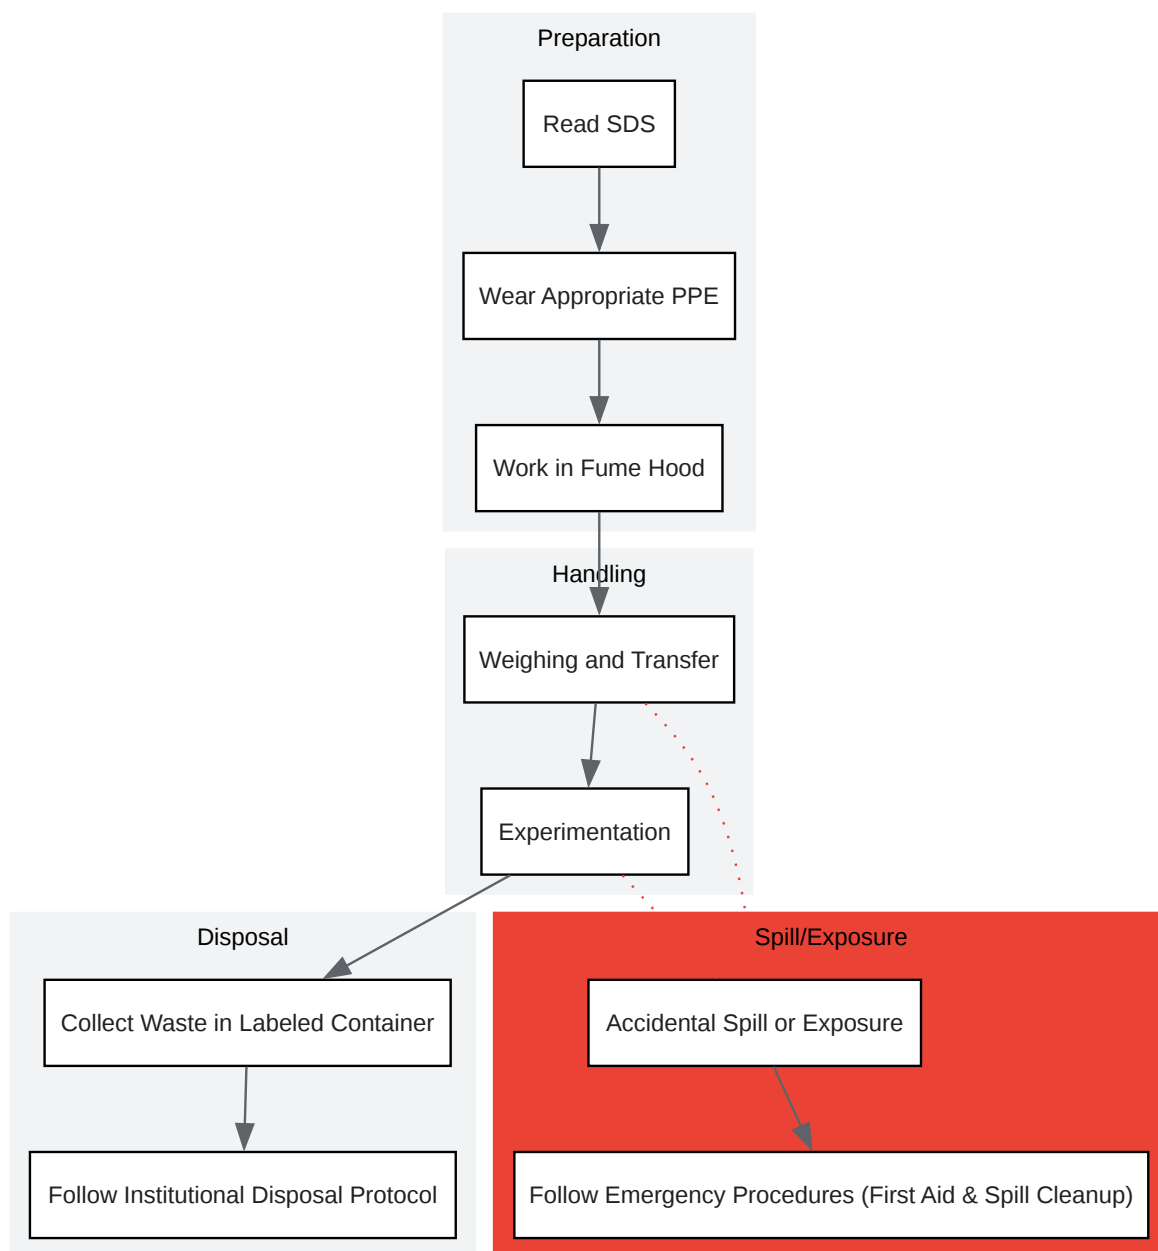 Preparation
Read SDS
Wear Appropriate PPE
Work in Fume Hood
Handling
Weighing and Transfer
Experimentation
Disposal
Collect Waste in Labeled Container
Follow Institutional Disposal Protocol
Spill/Exposure
Accidental Spill or Exposure
Follow Emergency Procedures (First Aid & Spill Cleanup)